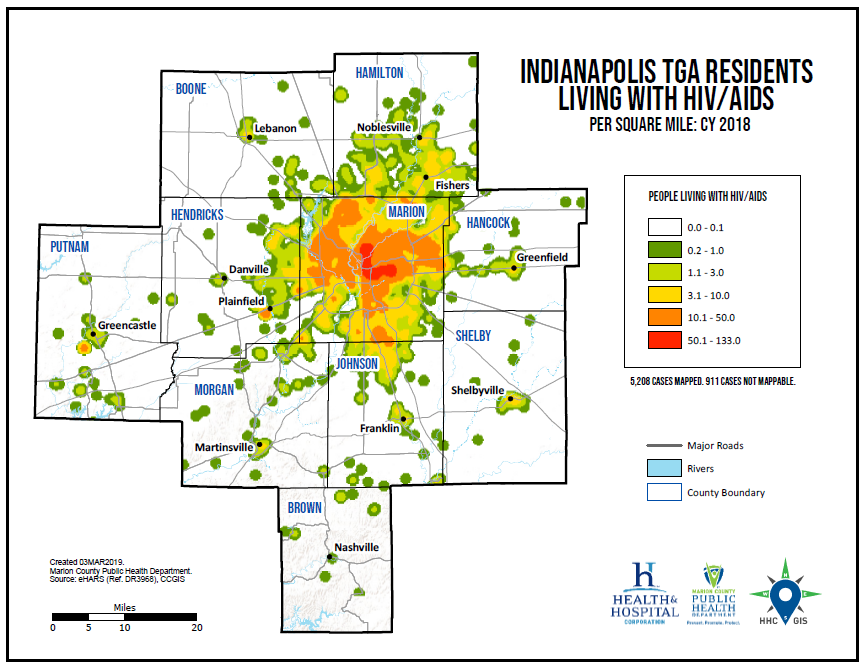 INDIANAPOLIS TGA RESIDENTS
LIVING WITH HIV/AIDS
PER SQUARE MILE: CY 2018
HAMILTON
BOONE
Lebanon
Noblesville
Fishers
HENDRICKS
MARION
HANCOCK
PUTNAM
Greenfield
Danville
Plainfield
Greencastle
SHELBY
JOHNSON
MORGAN
Shelbyville
Franklin
Martinsville
BROWN
Nashville
PEOPLE LIVING WITH HIV/AIDS
0.0 - 0.1
0.2 - 1.0
1.1 - 3.0
3.1 - 10.0
10.1 - 50.0
50.1 - 133.0
5,208 CASES MAPPED. 911 CASES NOT MAPPABLE.
Major Roads
Rivers
County Boundary
Created 03MAR2019.
Marion County Public Health Department.
Source: eHARS (Ref. DR3968), CCGIS
Miles
0 5 10 20
HEALTH&
HOSPITAL
CORPORATION
MARION COUNTY
PUBLIC
HEALTH
DEPARTMENT
Prevent. Promote. Protect.
N
W
E
S
HHC GIS